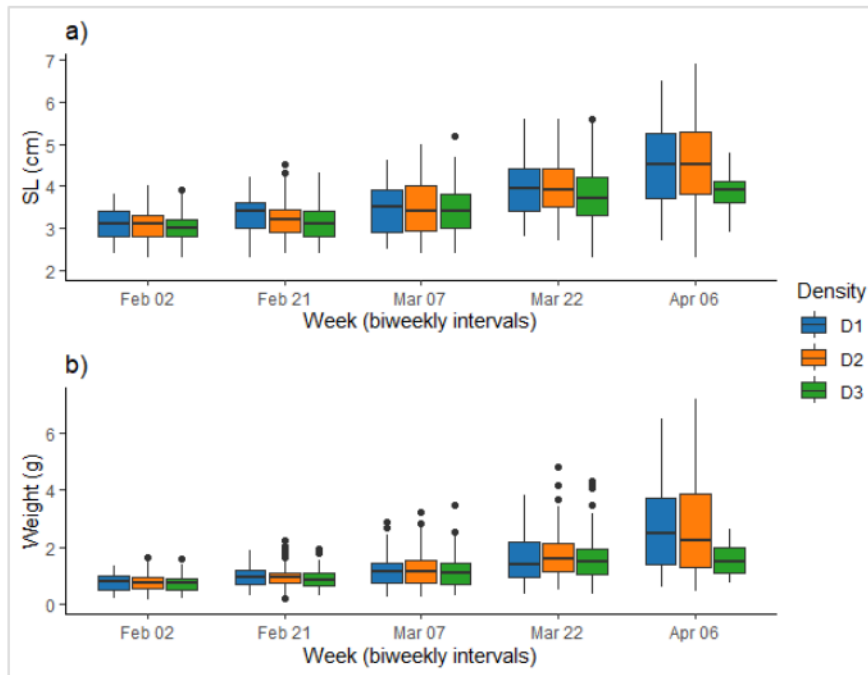 a)
7
6
5
4
3
2
SL (cm)
Feb 02 Feb 21 Mar 07 Mar 22 Apr 06
Week (biweekly intervals)
Density
D1
D2
D3
b)
6
4
2
0
Weight (g)
Feb 02 Feb 21 Mar 07 Mar 22 Apr 06
Week (biweekly intervals)